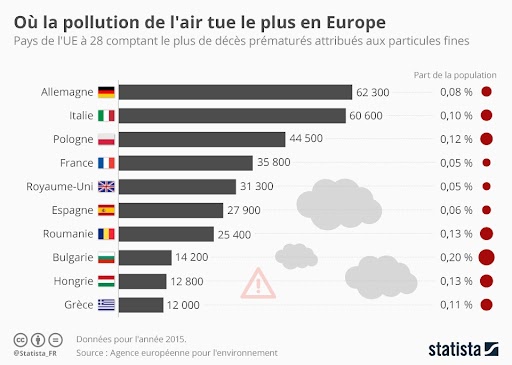 Où la pollution de l'air tue le plus en Europe
Pays de l'UE à 28 comptant le plus de décès prématurés attribués aux particules fines
Part de la population
Allemagne 62 300 0,08 %
Italie 60 600 0,10 %
Pologne 44 500 0,12 %
France 35 800 0,05 %
Royaume-Uni 31 300 0,05 %
Espagne 27 900 0,06 %
Roumanie 25 400 0,13 %
Bulgarie 14 200 0,20 %
Hongrie 12 800 0,13 %
Grèce 12 000 0,11 %
Données pour l'année 2015.
@Statista_FR Source : Agence européenne pour l'environnement
statista